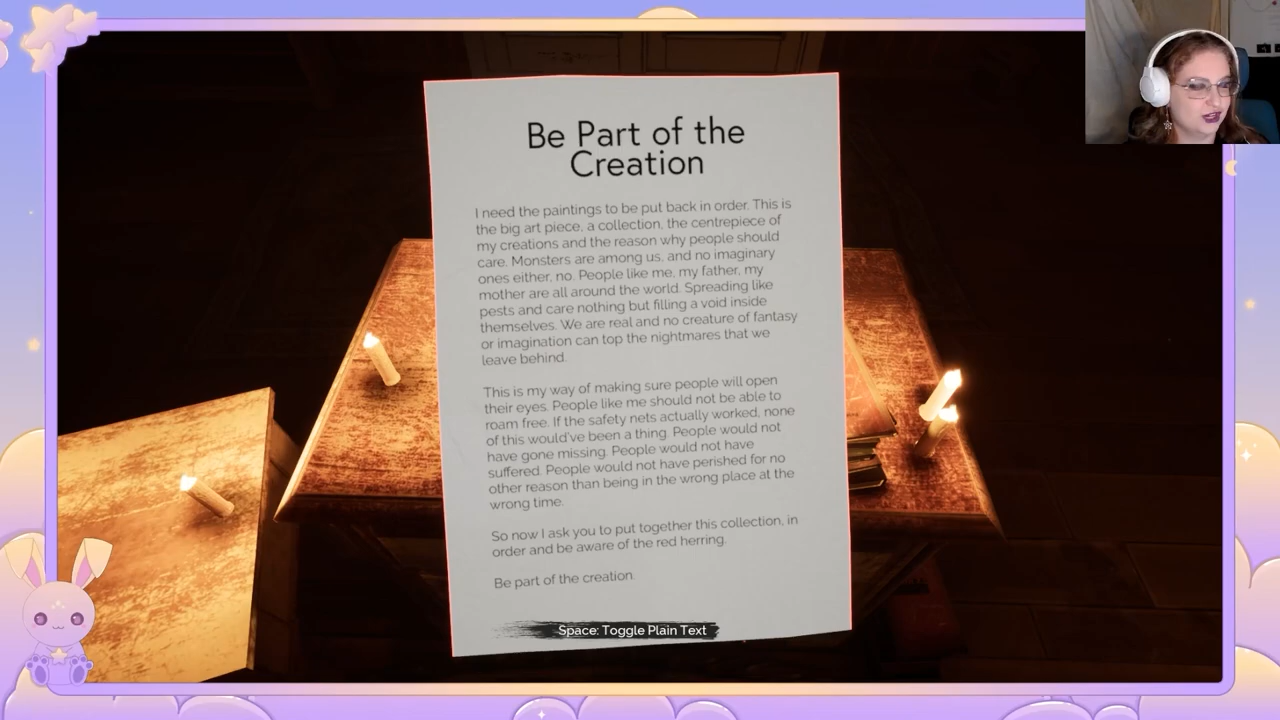 Be Part of the
Creation
I need the paintings to be put back in order. This is
the big art piece, a collection, the centrepiece of
my creations and the reason why people should
care. Monsters are among us, and no imaginary
ones either, no. People like me, my father, my
mother are all around the world. Spreading like
pests and care nothing but filling a void inside
themselves. We are real and no creature of fantasy
or imagination can top the nightmares that we
leave behind.
This is my way of making sure people will open
their eyes. People like me should not be able to
roam free. If the safety nets actually worked, none
of this would've been a thing. People would not
have gone missing. People would not have
suffered. People would not have perished for no
other reason than being in the wrong place at the
wrong time.
So now I ask you to put together this collection, in
order and be aware of the red herring.
Be part of the creation
Space: Toggle Plain Text